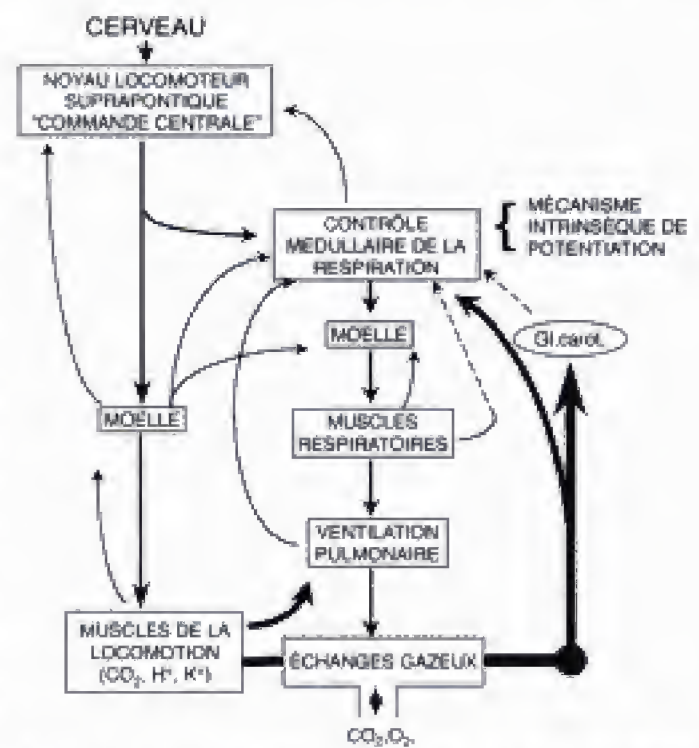 CERVEAU
NOYAU LOCOMOTEUR
SUPRAPONTIQUE
"COMMANDE CENTRALE"
CONTRÔLE
MÉDULLAIRE DE LA
RESPIRATION
MÉCANISME
INTRINSÈQUE DE
POTENTIATION
MOELLE
Gl.carot.
MOELLE
MUSCLES
RESPIRATOIRES
VENTILATION
PULMONAIRE
MUSCLES DE LA
LOCOMOTION
(CO₂, H⁺, K⁺)
ÉCHANGES GAZEUX
CO₂,O₂,